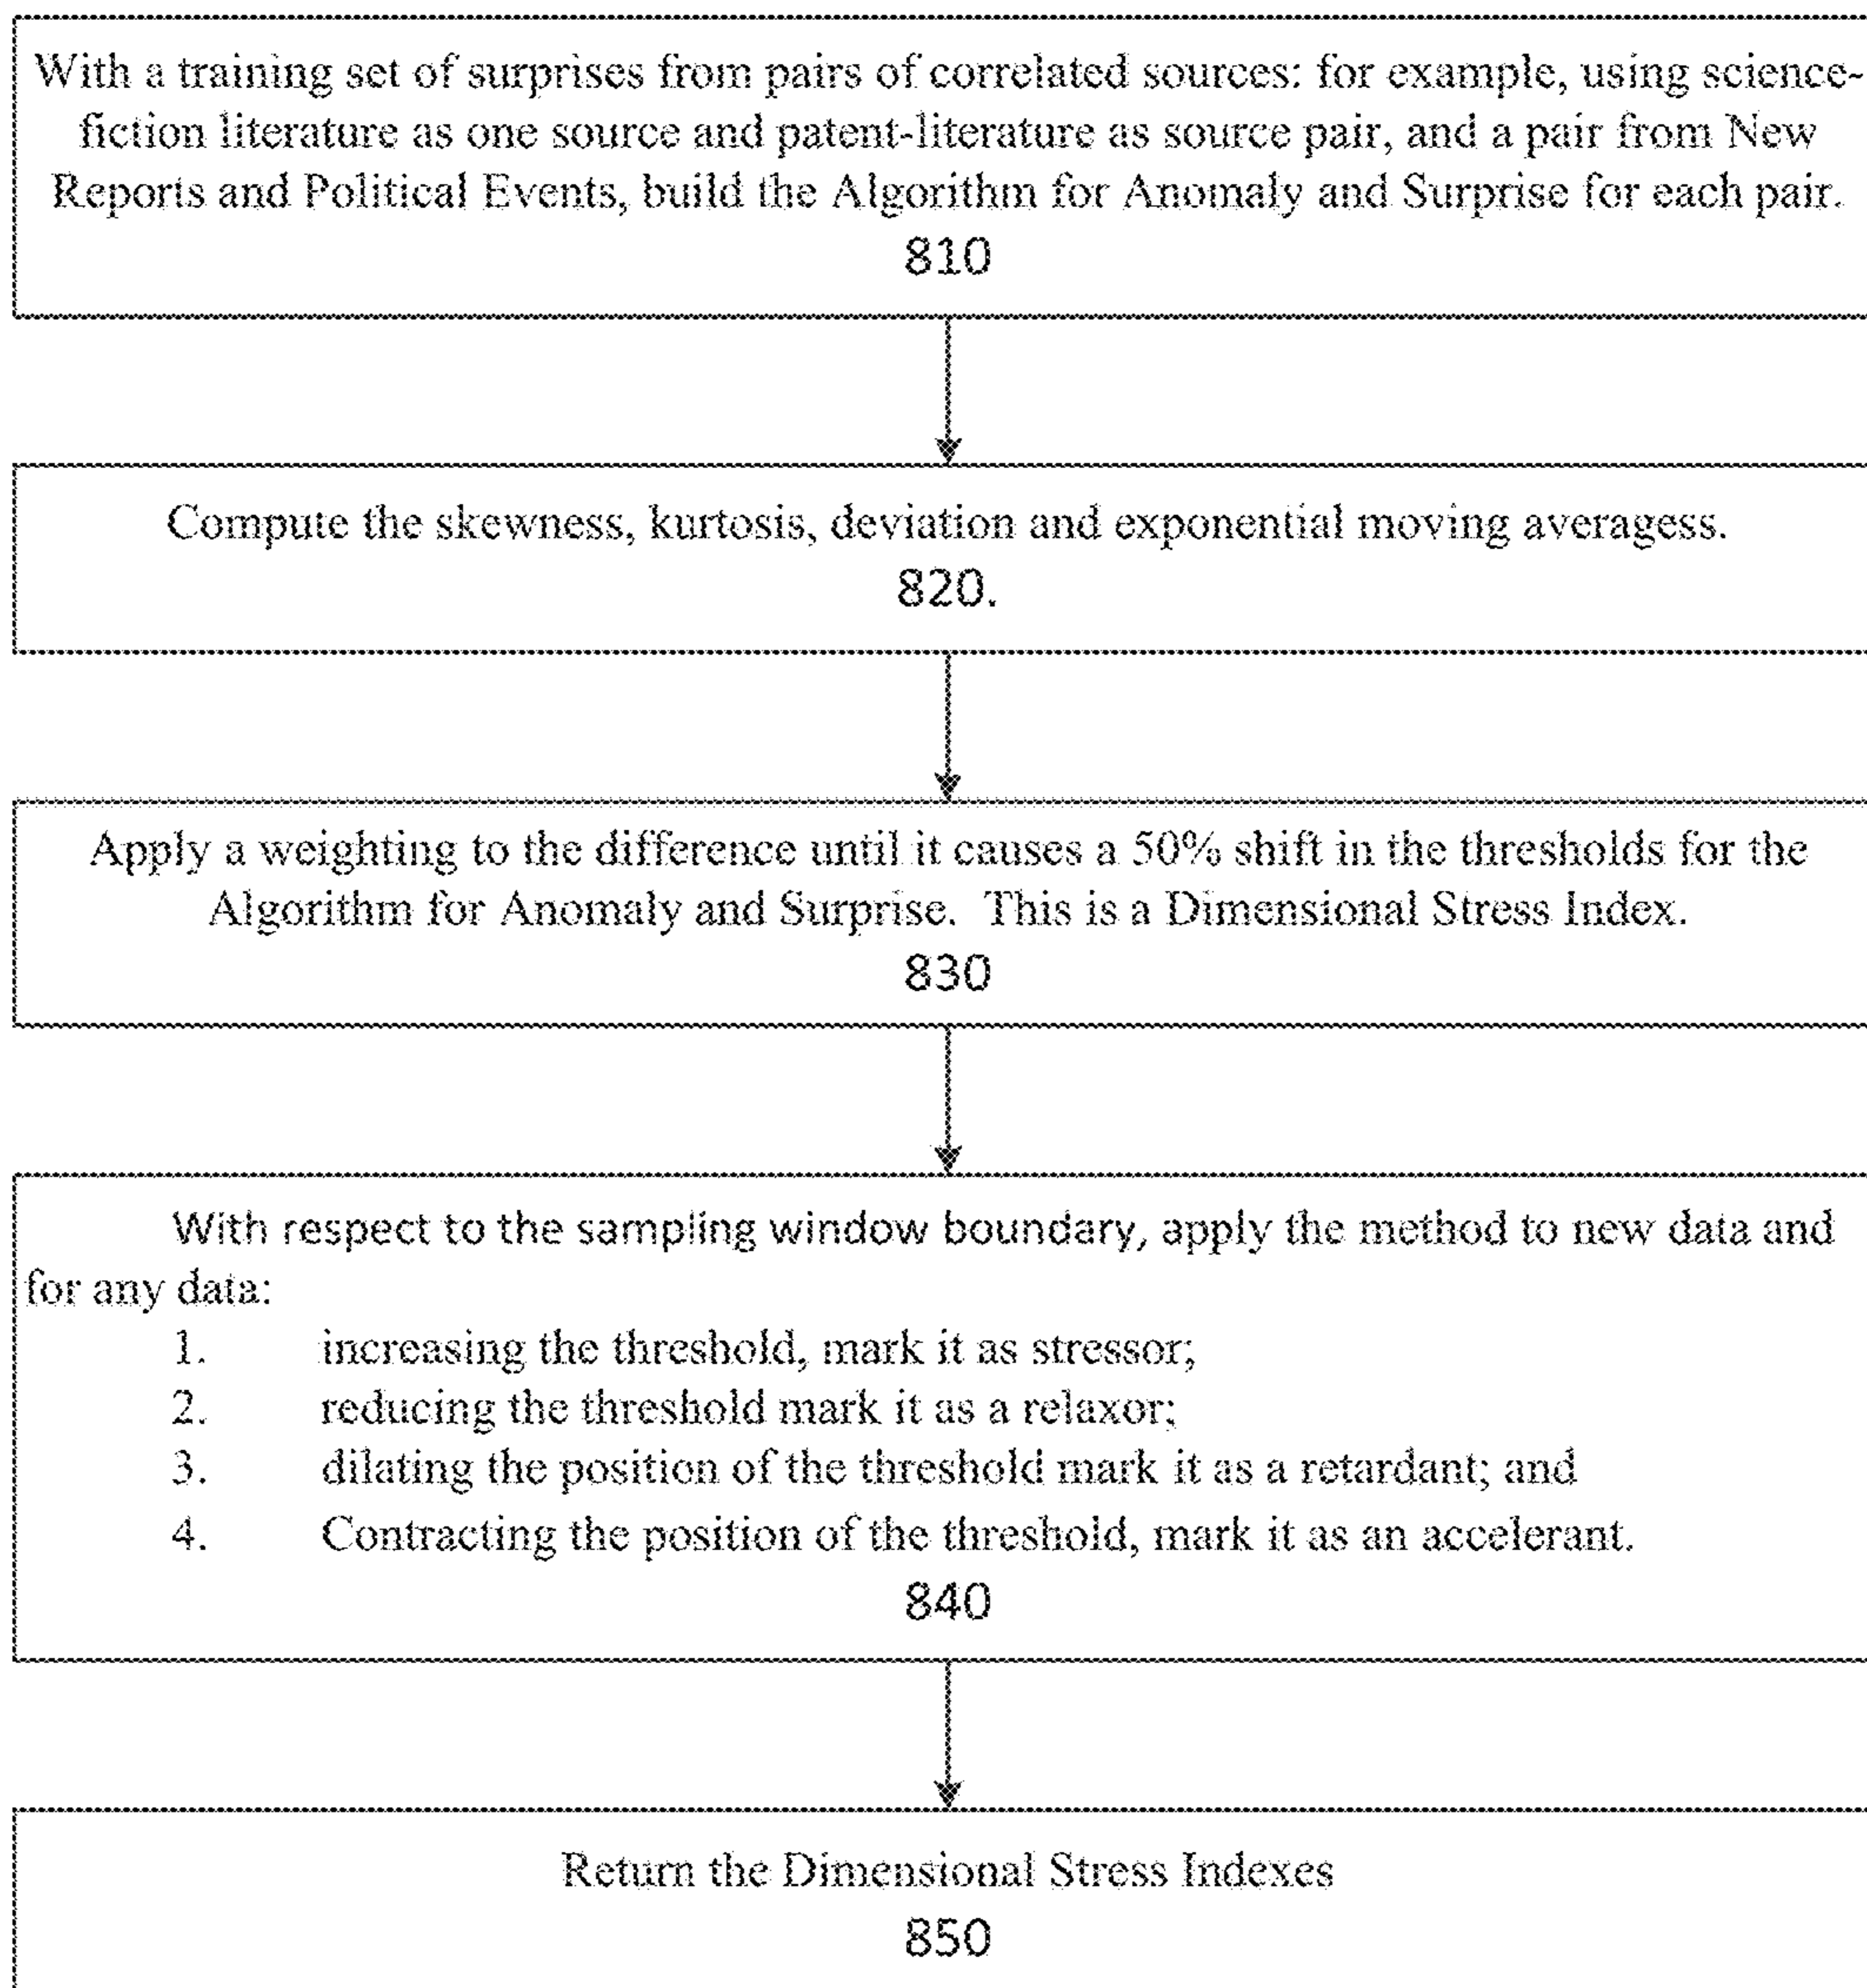 With a training set of surprises from pairs of correlated sources: for example, using science-
fiction literature as one source and patent-literature as source pair, and a pair from New
Reports and Political Events, build the Algorithm for Anomaly and Surprise for each pair.
810
Compute the skewness, kurtosis, deviation and exponential moving averagess.
820.
Apply a weighting to the difference until it causes a 50% shift in the thresholds for the
Algorithm for Anomaly and Surprise. This is a Dimensional Stress Index.
830
With respect to the sampling window boundary, apply the method to new data and
for any data:
1. increasing the threshold, mark it as stressor;
2. reducing the threshold mark it as a relaxor;
3. dilating the position of the threshold mark it as a retardant; and
4. Contracting the position of the threshold, mark it as an accelerant.
840
Return the Dimensional Stress Indexes
850